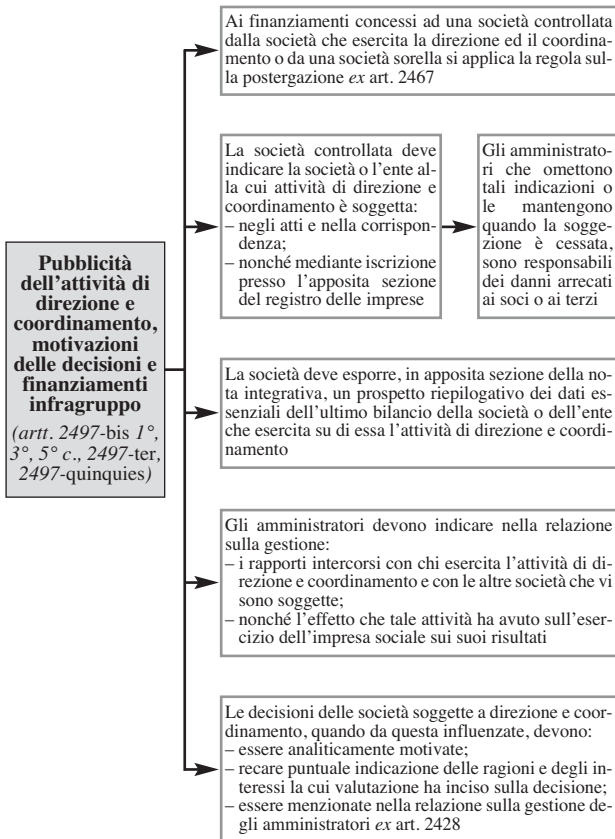 Ai finanziamenti concessi ad una società controllata
dalla società che esercita la direzione ed il coordina-
mento o da una società sorella si applica la regola sul-
la postergazione ex art. 2467
La società controllata deve
indicare la società o l'ente al-
la cui attività di direzione e
coordinamento è soggetta:
– negli atti e nella corrispon-
denza;
– nonché mediante iscrizione
presso l'apposita sezione
del registro delle imprese
Gli amministrato-
ri che omettono
tali indicazioni o
le mantengono
quando la sogge-
zione è cessata,
sono responsabili
dei danni arrecati
ai soci o ai terzi
Pubblicità
dell'attività di
direzione e
coordinamento,
motivazioni
delle decisioni e
finanziamenti
infragruppo
(artt. 2497-bis 1°,
3°, 5° c., 2497-ter,
2497-quinquies)
La società deve esporre, in apposita sezione della no-
ta integrativa, un prospetto riepilogativo dei dati es-
senziali dell'ultimo bilancio della società o dell'ente
che esercita su di essa l'attività di direzione e coordi-
namento
Gli amministratori devono indicare nella relazione
sulla gestione:
– i rapporti intercorsi con chi esercita l'attività di di-
rezione e coordinamento e con le altre società che vi
sono soggette;
– nonché l'effetto che tale attività ha avuto sull'eser-
cizio dell'impresa sociale sui suoi risultati
Le decisioni delle società soggette a direzione e coor-
dinamento, quando da questa influenzate, devono:
– essere analiticamente motivate;
– recare puntuale indicazione delle ragioni e degli in-
teressi la cui valutazione ha inciso sulla decisione;
– essere menzionate nella relazione sulla gestione de-
gli amministratori ex art. 2428